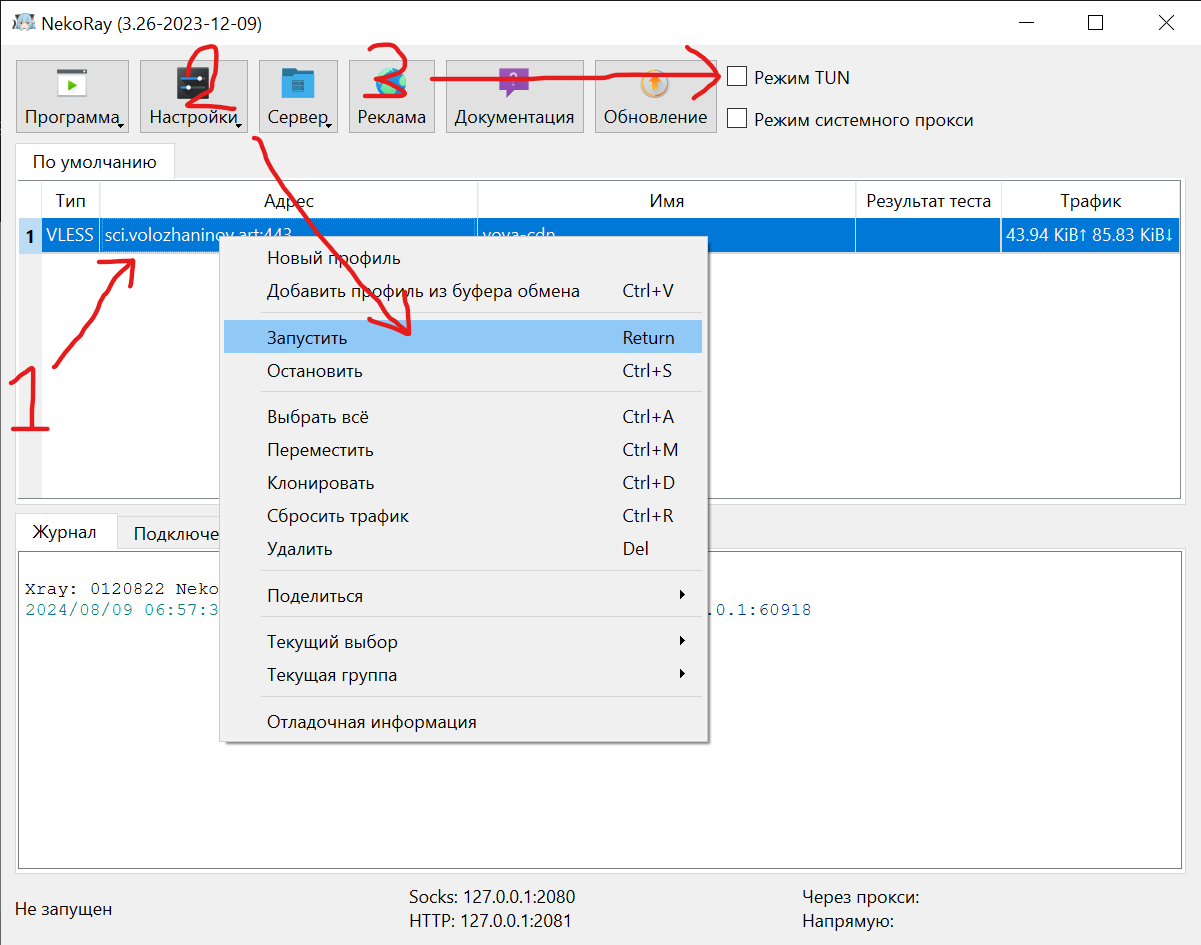 NekoRay (3.26-2023-12-09)
2
3
Режим TUN
Программа
Настройки
Сервер
Реклама
Документация
Обновление
Режим системного прокси
По умолчанию
Тип
Адрес
Имя
Результат теста
Трафик
1
VLESS
sci.volozhaninov.art:443
vova-cdn
43.94 KiB↑ 85.83 KiB↓
Новый профиль
Добавить профиль из буфера обмена Ctrl+V
Запустить Return
Остановить Ctrl+S
1
Выбрать всё Ctrl+A
Переместить Ctrl+M
Клонировать Ctrl+D
Сбросить трафик Ctrl+R
Удалить Del
Журнал
Подключе
Поделиться
Текущий выбор
Текущая группа
Отладочная информация
Xray: 0120822 Neko
2024/08/09 06:57:3 .0.1:60918
Не запущен
Socks: 127.0.0.1:2080
HTTP: 127.0.0.1:2081
Через прокси:
Напрямую: